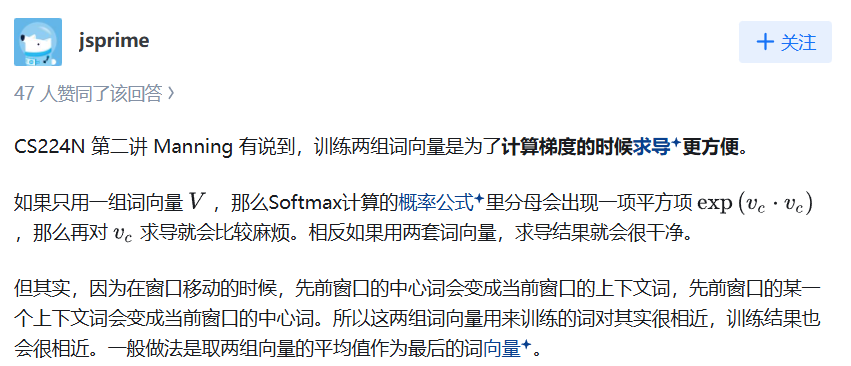 jsprime
+ 关注
47 人赞同了该回答 >
CS224N 第二讲 Manning 有说到，训练两组词向量是为了计算梯度的时候求导更方便。
如果只用一组词向量 V ，那么Softmax计算的概率公式里分母会出现一项平方项 exp (v_c · v_c)
，那么再对 v_c 求导就会比较麻烦。相反如果用两套词向量，求导结果就会很干净。
但其实，因为在窗口移动的时候，先前窗口的中心词会变成当前窗口的上下文词，先前窗口的某一
个上下文词会变成当前窗口的中心词。所以这两组词向量用来训练的词对其实很相近，训练结果也
会很相近。一般做法是取两组向量的平均值作为最后的词向量。